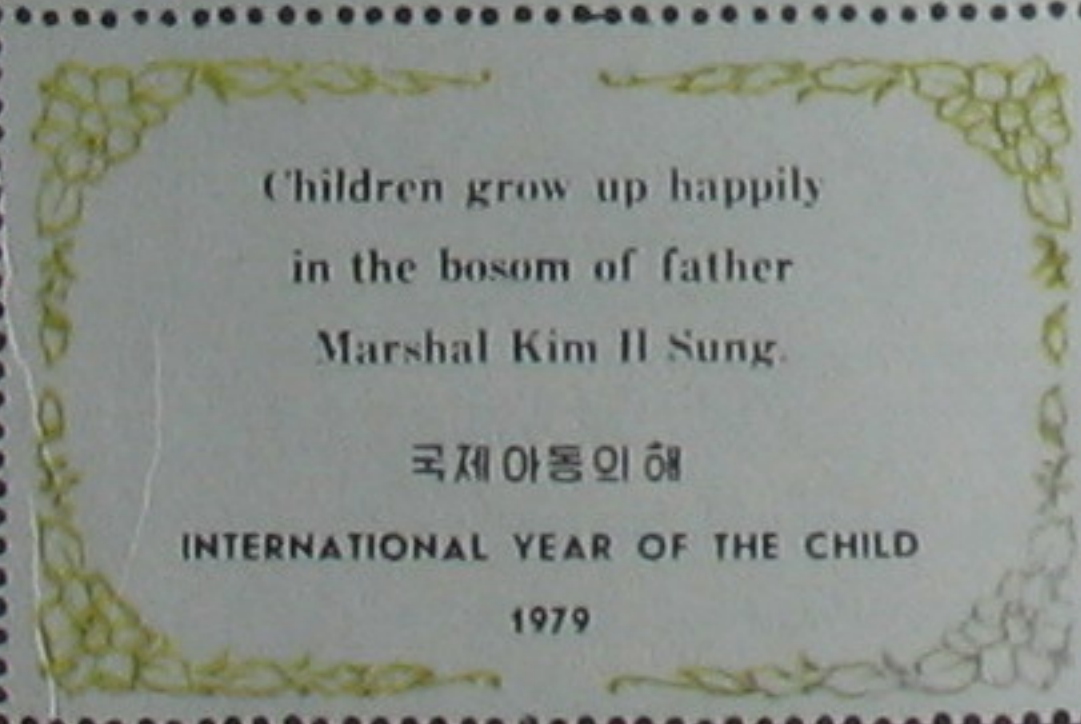 Children grow up happily
in the bosom of father
Marshal Kim Il Sung.
국제아동의해
INTERNATIONAL YEAR OF THE CHILD
1979